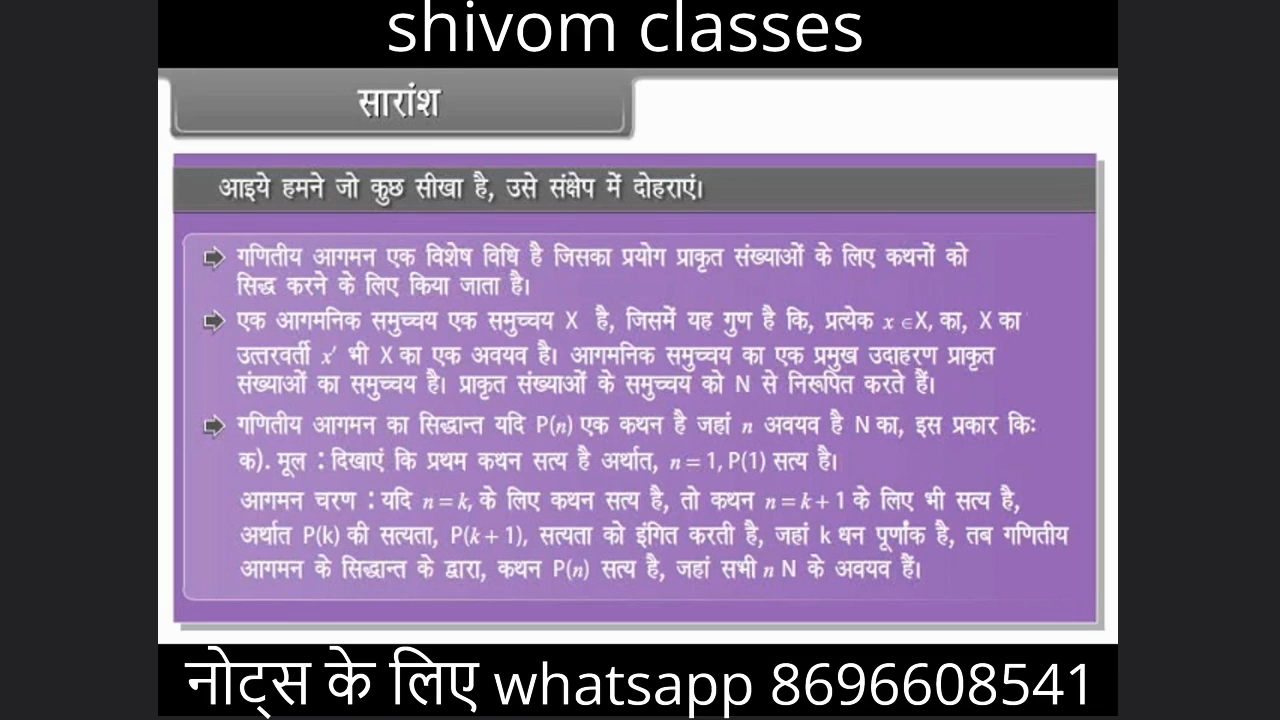 shivom classes
सारांश
आइये हमने जो कुछ सीखा है, उसे संक्षेप में दोहराएं।
गणितीय आगमन एक विशेष विधि है जिसका प्रयोग प्राकृत संख्याओं के लिए कथनों को
सिद्ध करने के लिए किया जाता है।
एक आगमनिक समुच्चय एक समुच्चय X है, जिसमें यह गुण है कि, प्रत्येक x ∈X, का, X का
उत्तरवर्ती x′ भी X का एक अवयव है। आगमनिक समुच्चय का एक प्रमुख उदाहरण प्राकृत
संख्याओं का समुच्चय है। प्राकृत संख्याओं के समुच्चय को N से निरूपित करते हैं।
गणितीय आगमन का सिद्धान्त यदि P(n) एक कथन है जहां n अवयव है N का, इस प्रकार किः
क). मूल : दिखाएं कि प्रथम कथन सत्य है अर्थात, n = 1, P(1) सत्य है।
आगमन चरण : यदि n = k, के लिए कथन सत्य है, तो कथन n = k + 1 के लिए भी सत्य है,
अर्थात P(k) की सत्यता, P(k + 1), सत्यता को इंगित करती है, जहां k धन पूर्णांक है, तब गणितीय
आगमन के सिद्धान्त के द्वारा, कथन P(n) सत्य है, जहां सभी n N के अवयव हैं।
नोट्स के लिए whatsapp 8696608541